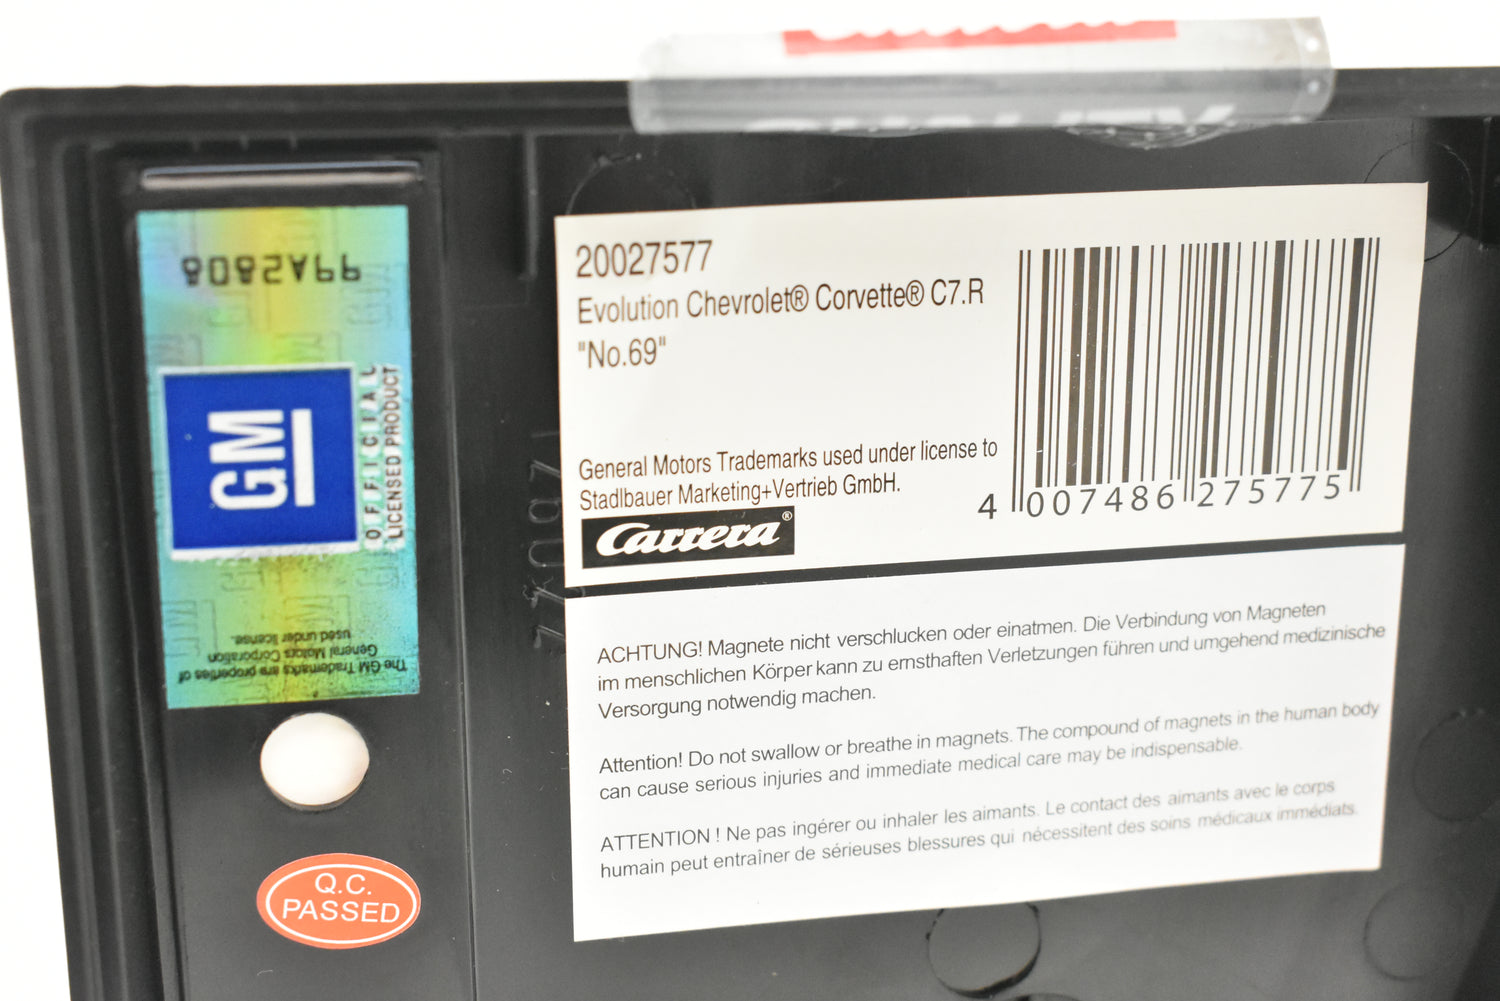 20027577
Evolution Chevrolet® Corvette® C7.R
"No.69"
General Motors Trademarks used under license to
Stadlbauer Marketing+Vertrieb GmbH.
Carrera®
4 007486 275775
ACHTUNG! Magnete nicht verschlucken oder einatmen. Die Verbindung von Magneten
im menschlichen Körper kann zu ernsthaften Verletzungen führen und umgehend medizinische
Versorgung notwendig machen.
Attention! Do not swallow or breathe in magnets. The compound of magnets in the human body
can cause serious injuries and immediate medical care may be indispensable.
ATTENTION ! Ne pas ingérer ou inhaler les aimants. Le contact des aimants avec le corps
humain peut entraîner de sérieuses blessures qui nécessitent des soins médicaux immédiats.
GM
OFFICIAL
LICENSED PRODUCT
The GM Trademarks are properties of
General Motors Corporation
used under license.
Q.C.
PASSED